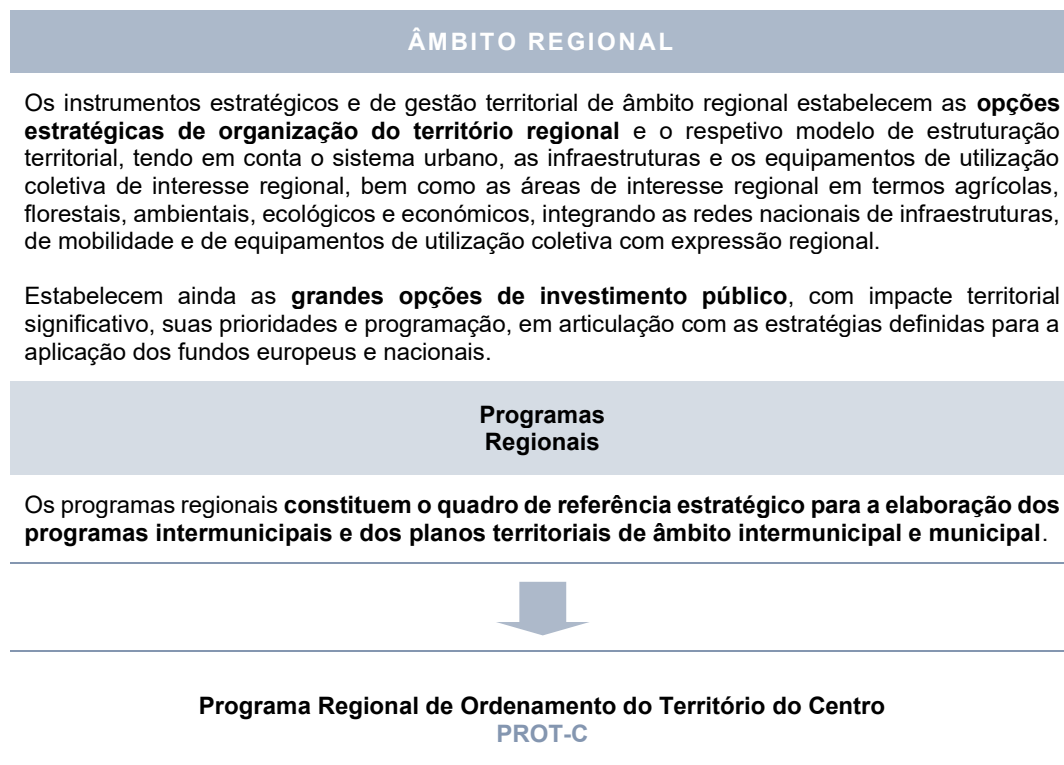 ÂMBITO REGIONAL
Os instrumentos estratégicos e de gestão territorial de âmbito regional estabelecem as opções
estratégicas de organização do território regional e o respetivo modelo de estruturação
territorial, tendo em conta o sistema urbano, as infraestruturas e os equipamentos de utilização
coletiva de interesse regional, bem como as áreas de interesse regional em termos agrícolas,
florestais, ambientais, ecológicos e económicos, integrando as redes nacionais de infraestruturas,
de mobilidade e de equipamentos de utilização coletiva com expressão regional.
Estabelecem ainda as grandes opções de investimento público, com impacte territorial
significativo, suas prioridades e programação, em articulação com as estratégias definidas para a
aplicação dos fundos europeus e nacionais.
Programas
Regionais
Os programas regionais constituem o quadro de referência estratégico para a elaboração dos
programas intermunicipais e dos planos territoriais de âmbito intermunicipal e municipal.
Programa Regional de Ordenamento do Território do Centro
PROT-C